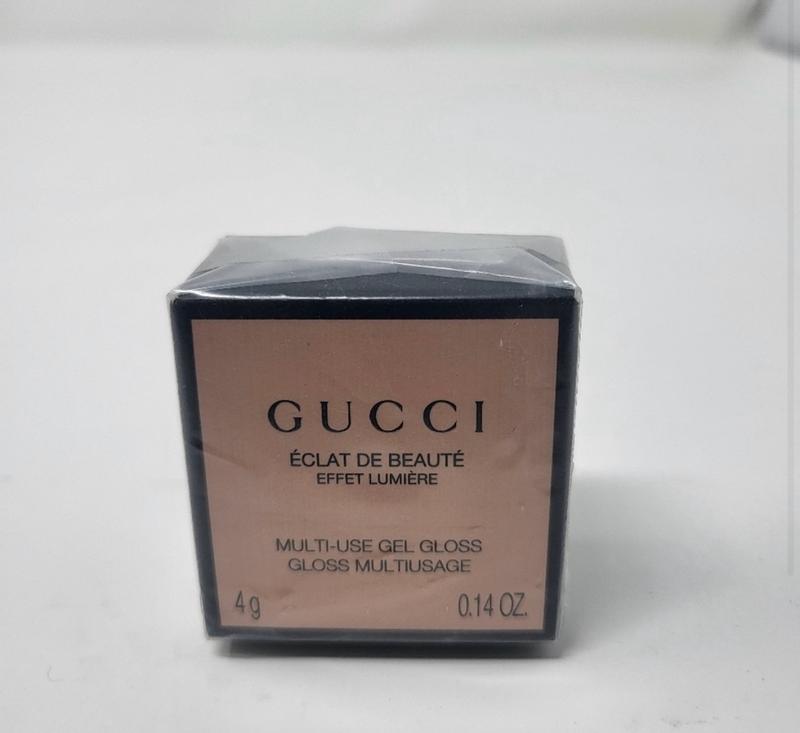 GUCCI
ÉCLAT DE BEAUTÉ
EFFET LUMIÈRE
MULTI-USE GEL GLOSS
GLOSS MULTIUSAGE
4 g 0.14 OZ.